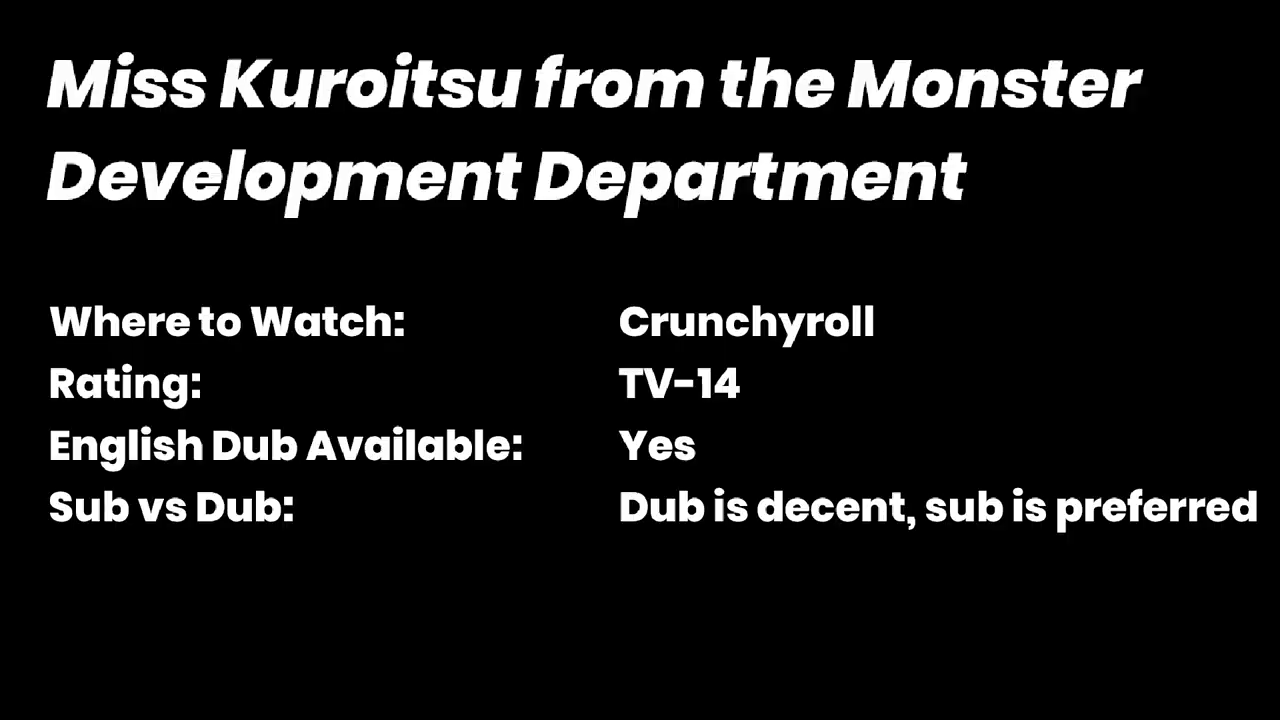 Miss Kuroitsu from the Monster
Development Department
Where to Watch: Crunchyroll
Rating: TV-14
English Dub Available: Yes
Sub vs Dub: Dub is decent, sub is preferred